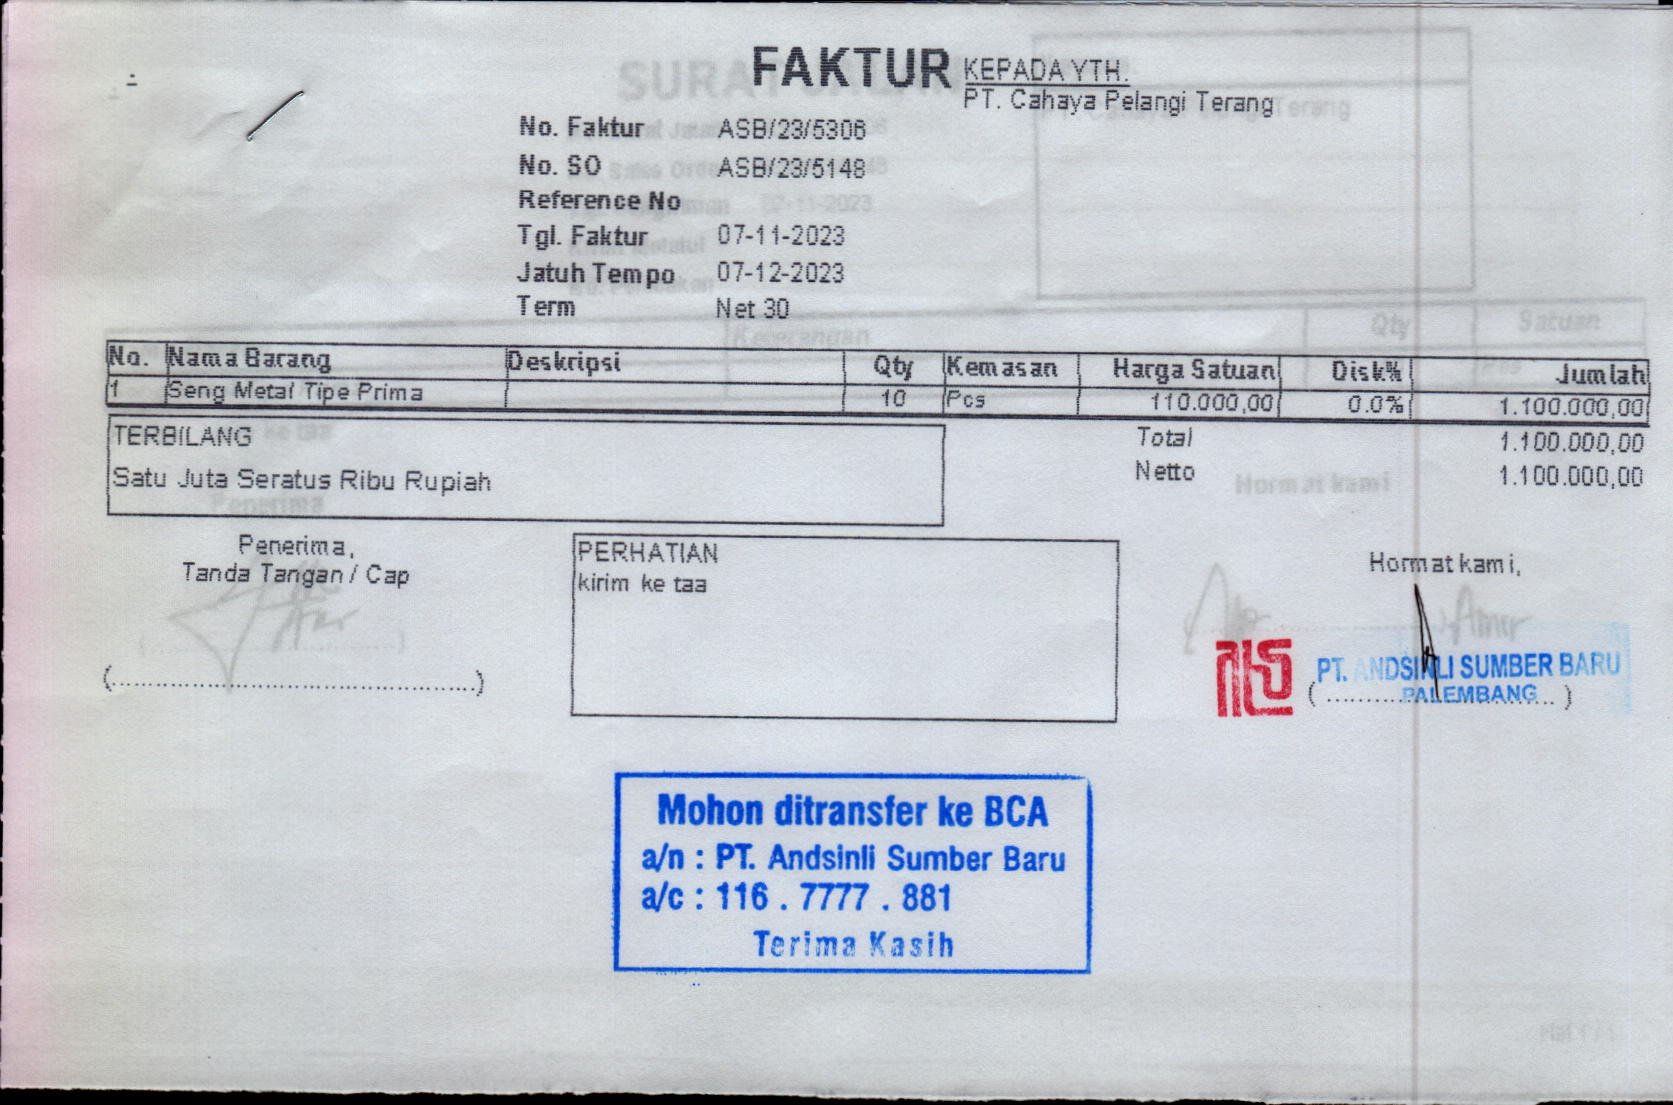 FAKTUR
KEPADA YTH.
PT. Cahaya Pelangi Terang
No. Faktur ASB/23/5306
No. SO ASB/23/5148
Reference No
Tgl. Faktur 07-11-2023
Jatuh Tempo 07-12-2023
Term Net 30
No. Nama Barang Deskripsi Qty Kemasan Harga Satuan Disk% Jumlah
1 Seng Metal Tipe Prima 10 Pcs 110.000,00 0.0% 1.100.000,00
TERBILANG
Satu Juta Seratus Ribu Rupiah
Total 1.100.000,00
Netto 1.100.000,00
Penerima,
Tanda Tangan / Cap
(..............................................)
PERHATIAN
kirim ke taa
Hormat kami,
PT. ANDSINLI SUMBER BARU
PALEMBANG
Mohon ditransfer ke BCA
a/n : PT. Andsinli Sumber Baru
a/c : 116 . 7777 . 881
Terima Kasih